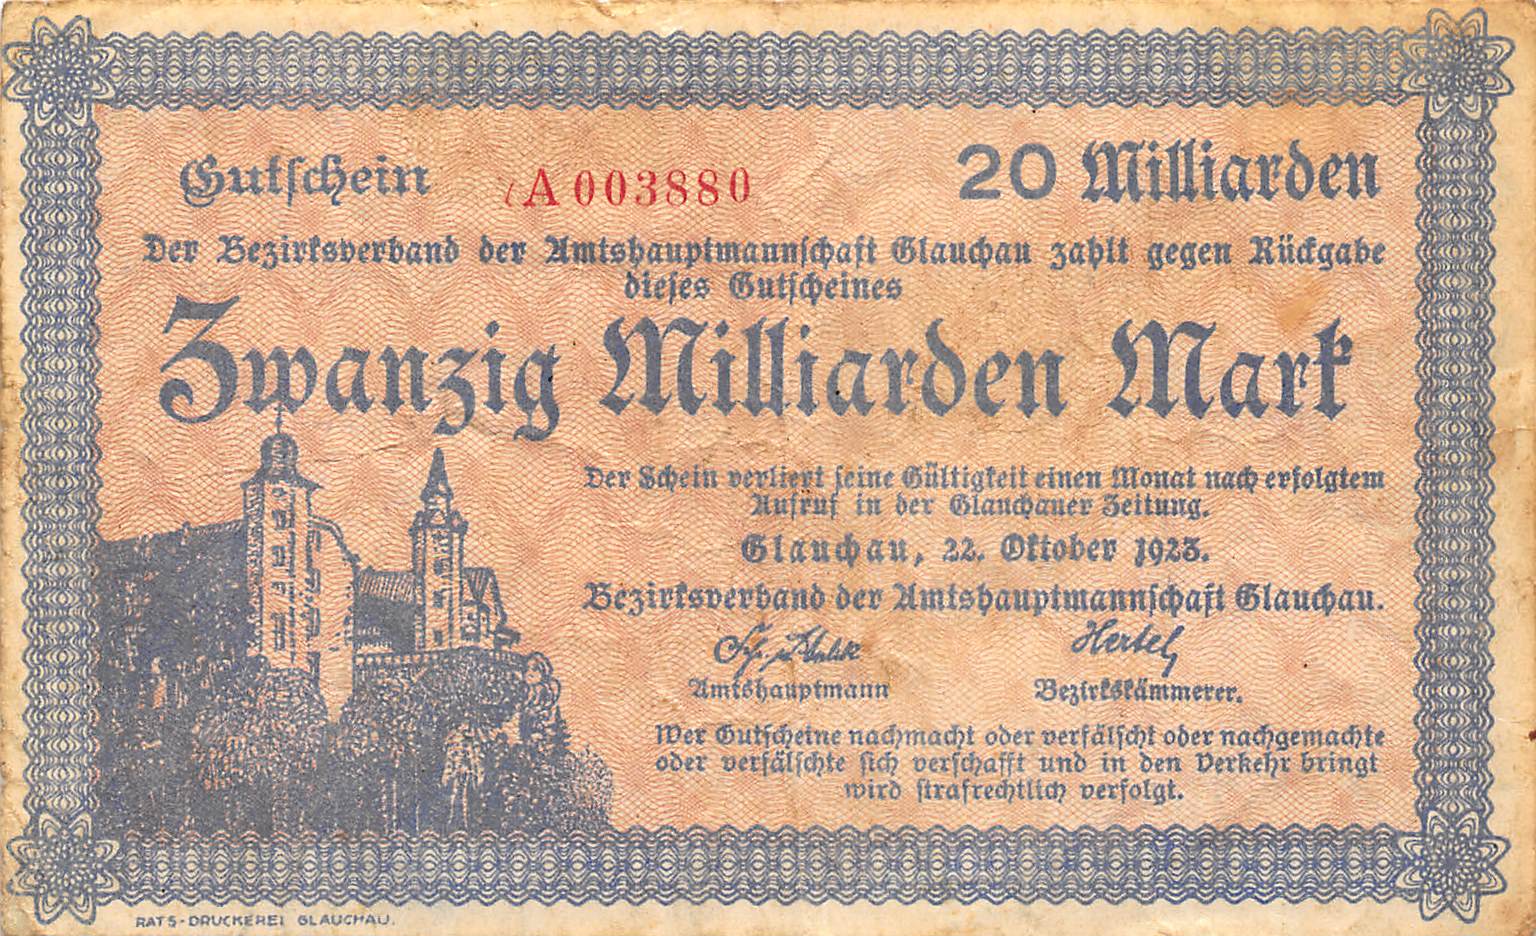 Gutschein A 003880 20 Milliarden
Der Bezirksverband der Amtshauptmannschaft Glauchau zahlt gegen Rückgabe
dieses Gutscheines
Zwanzig Milliarden Mark
Der Schein verliert seine Gültigkeit einen Monat nach erfolgtem
Aufruf in der Glauchauer Zeitung.
Glauchau, 22. Oktober 1923.
Bezirksverband der Amtshauptmannschaft Glauchau.
Hertel
Amtshauptmann Bezirkskämmerer.
Wer Gutscheine nachmacht oder verfälscht oder nachgemachte
oder verfälschte sich verschafft und in den Verkehr bringt
wird strafrechtlich verfolgt.
RATS-DRUCKEREI GLAUCHAU.